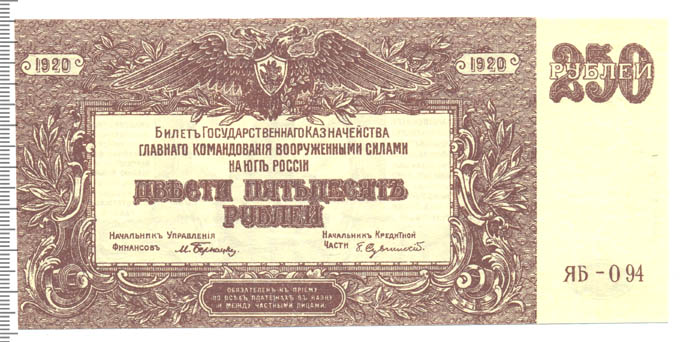 1920
1920
250
РУБЛЕЙ
БИЛЕТЪ ГОСУДАРСТВЕННАГО КАЗНАЧЕЙСТВА
ГЛАВНАГО КОМАНДОВАНІЯ ВООРУЖЕННЫМИ СИЛАМИ
НА ЮГѢ РОССІИ
ДВѢСТИ ПЯТЬДЕСЯТЪ
РУБЛЕЙ
НАЧАЛЬНИКЪ УПРАВЛЕНІЯ
ФИНАНСОВЪ
НАЧАЛЬНИКЪ КРЕДИТНОЙ
ЧАСТИ
ЯБ - 094
ОБЯЗАТЕЛЕНЪ КЪ ПРІЕМУ
ПО ВСѢМЪ ПЛАТЕЖАМЪ ВЪ КАЗНУ
И МЕЖДУ ЧАСТНЫМИ ЛИЦАМИ.